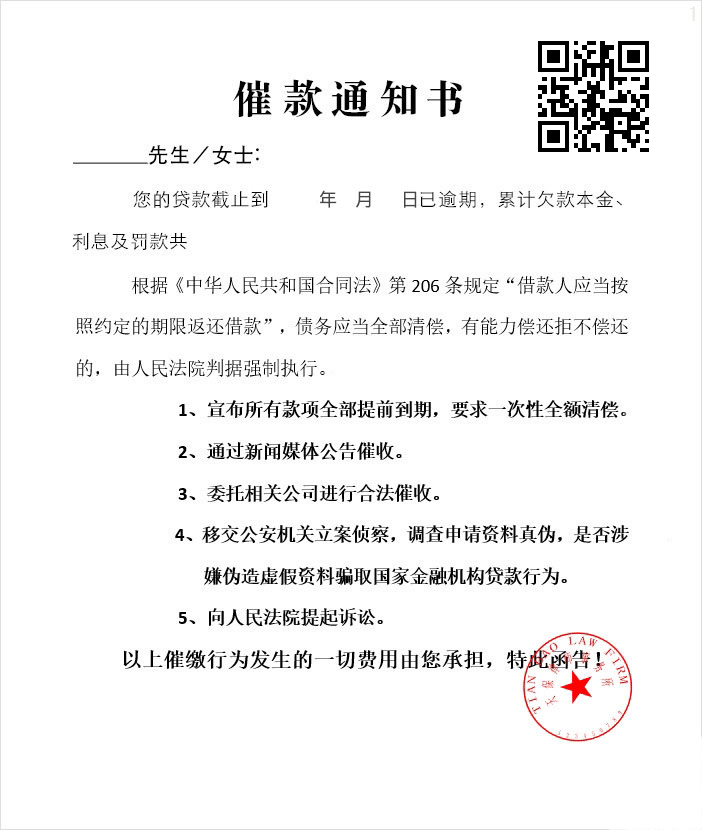 1
催款通知书
______先生／女士：
您的贷款截止到 年 月 日已逾期，累计欠款本金、
利息及罚款共
根据《中华人民共和国合同法》第 206 条规定“借款人应当按
照约定的期限返还借款”，债务应当全部清偿，有能力偿还拒不偿还
的，由人民法院判据强制执行。
1、宣布所有款项全部提前到期，要求一次性全额清偿。
2、通过新闻媒体公告催收。
3、委托相关公司进行合法催收。
4、移交公安机关立案侦察，调查申请资料真伪，是否涉
嫌伪造虚假资料骗取国家金融机构贷款行为。
5、向人民法院提起诉讼。
以上催缴行为发生的一切费用由您承担，特此函告！
TIAN BAO LAW FIRM
123456789